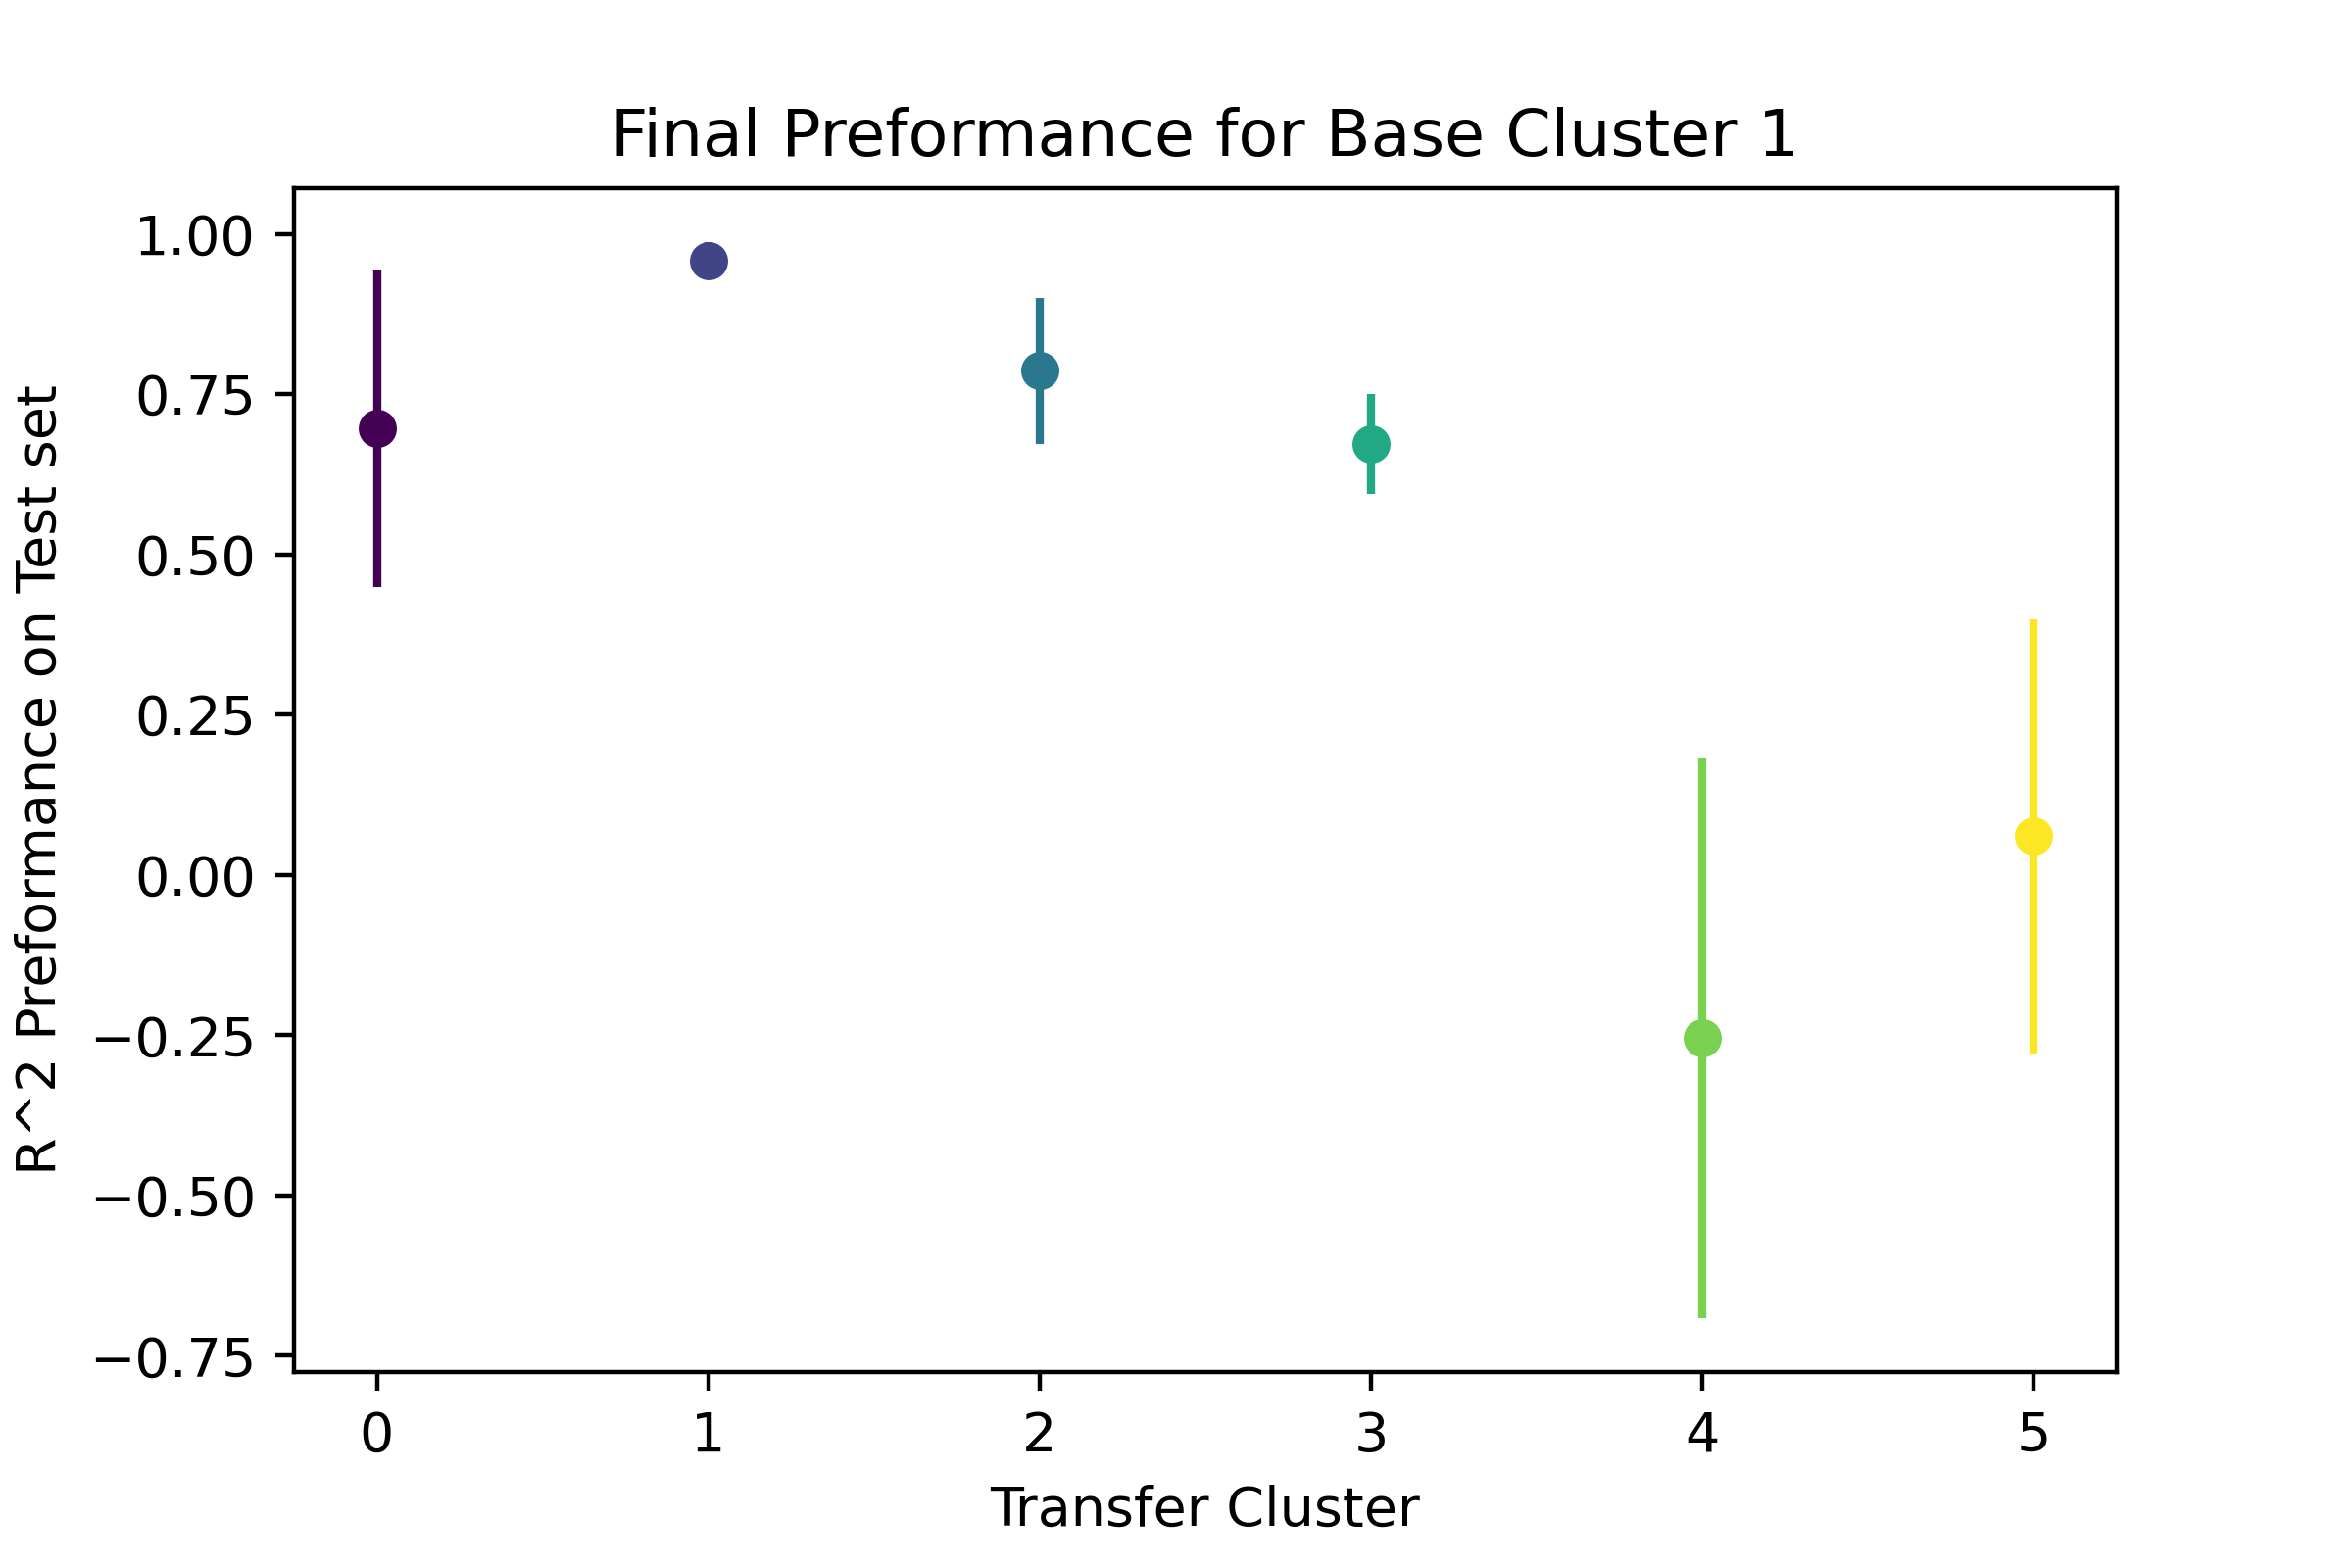 Final Preformance for Base Cluster 1
R^2 Preformance on Test set
1.00
0.75
0.50
0.25
0.00
−0.25
−0.50
−0.75
0 1 2 3 4 5
Transfer Cluster